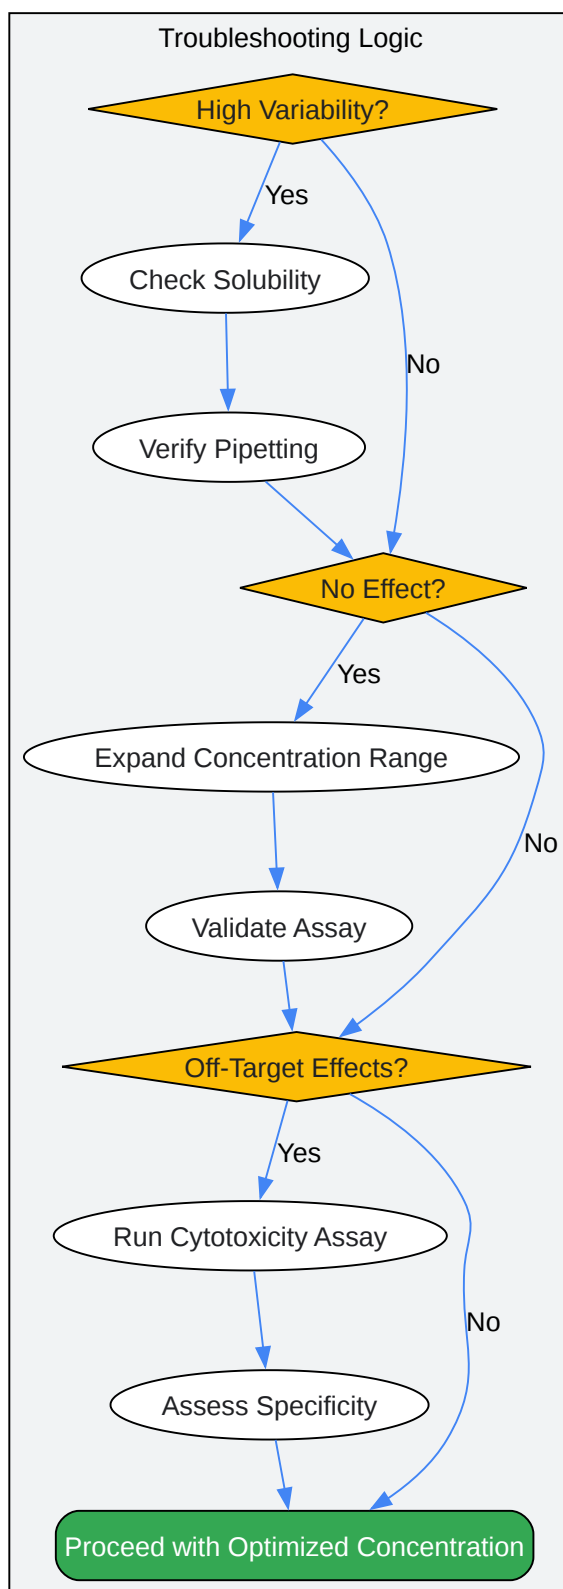 Troubleshooting Logic
High Variability?
Yes
Check Solubility
No
Verify Pipetting
No Effect?
Yes
Expand Concentration Range
No
Validate Assay
Off-Target Effects?
Yes
Run Cytotoxicity Assay
No
Assess Specificity
Proceed with Optimized Concentration